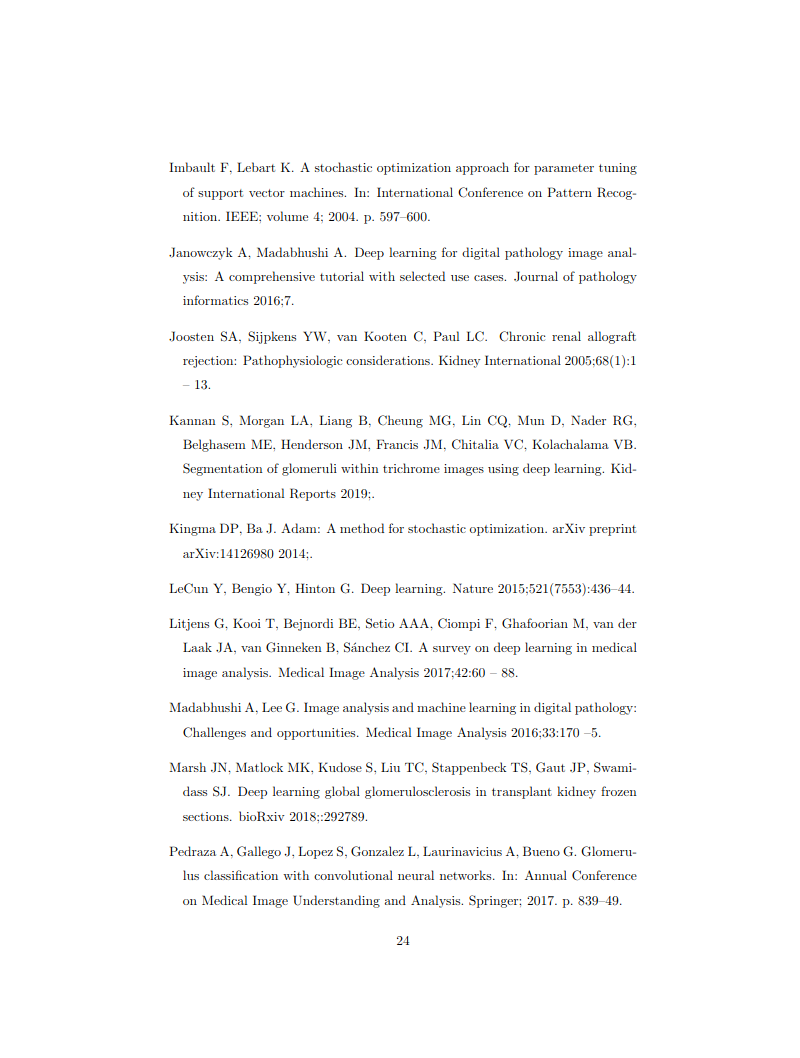 Imbault F, Lebart K. A stochastic optimization approach for parameter tuning
of support vector machines. In: International Conference on Pattern Recog-
nition. IEEE; volume 4; 2004. p. 597–600.
Janowczyk A, Madabhushi A. Deep learning for digital pathology image anal-
ysis: A comprehensive tutorial with selected use cases. Journal of pathology
informatics 2016;7.
Joosten SA, Sijpkens YW, van Kooten C, Paul LC. Chronic renal allograft
rejection: Pathophysiologic considerations. Kidney International 2005;68(1):1
– 13.
Kannan S, Morgan LA, Liang B, Cheung MG, Lin CQ, Mun D, Nader RG,
Belghasem ME, Henderson JM, Francis JM, Chitalia VC, Kolachalama VB.
Segmentation of glomeruli within trichrome images using deep learning. Kid-
ney International Reports 2019;.
Kingma DP, Ba J. Adam: A method for stochastic optimization. arXiv preprint
arXiv:14126980 2014;.
LeCun Y, Bengio Y, Hinton G. Deep learning. Nature 2015;521(7553):436–44.
Litjens G, Kooi T, Bejnordi BE, Setio AAA, Ciompi F, Ghafoorian M, van der
Laak JA, van Ginneken B, Sánchez CI. A survey on deep learning in medical
image analysis. Medical Image Analysis 2017;42:60 – 88.
Madabhushi A, Lee G. Image analysis and machine learning in digital pathology:
Challenges and opportunities. Medical Image Analysis 2016;33:170 –5.
Marsh JN, Matlock MK, Kudose S, Liu TC, Stappenbeck TS, Gaut JP, Swami-
dass SJ. Deep learning global glomerulosclerosis in transplant kidney frozen
sections. bioRxiv 2018;:292789.
Pedraza A, Gallego J, Lopez S, Gonzalez L, Laurinavicius A, Bueno G. Glomeru-
lus classification with convolutional neural networks. In: Annual Conference
on Medical Image Understanding and Analysis. Springer; 2017. p. 839–49.
24